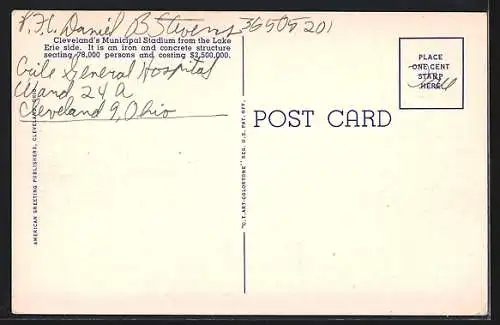 P.F.C. Daniel B Stevens 36505201
Cleveland's Municipal Stadium from the Lake
Erie side. It is an iron and concrete structure
seating 78,000 persons and costing $2,500,000.
Crile General Hospital
Ward 24 A
Cleveland 9, Ohio
AMERICAN GREETING PUBLISHERS, CLEVELAND, OHIO
"C.T. ART-COLORTONE" REG. U.S. PAT. OFF.
POST CARD
PLACE
ONE CENT
STAMP
HERE